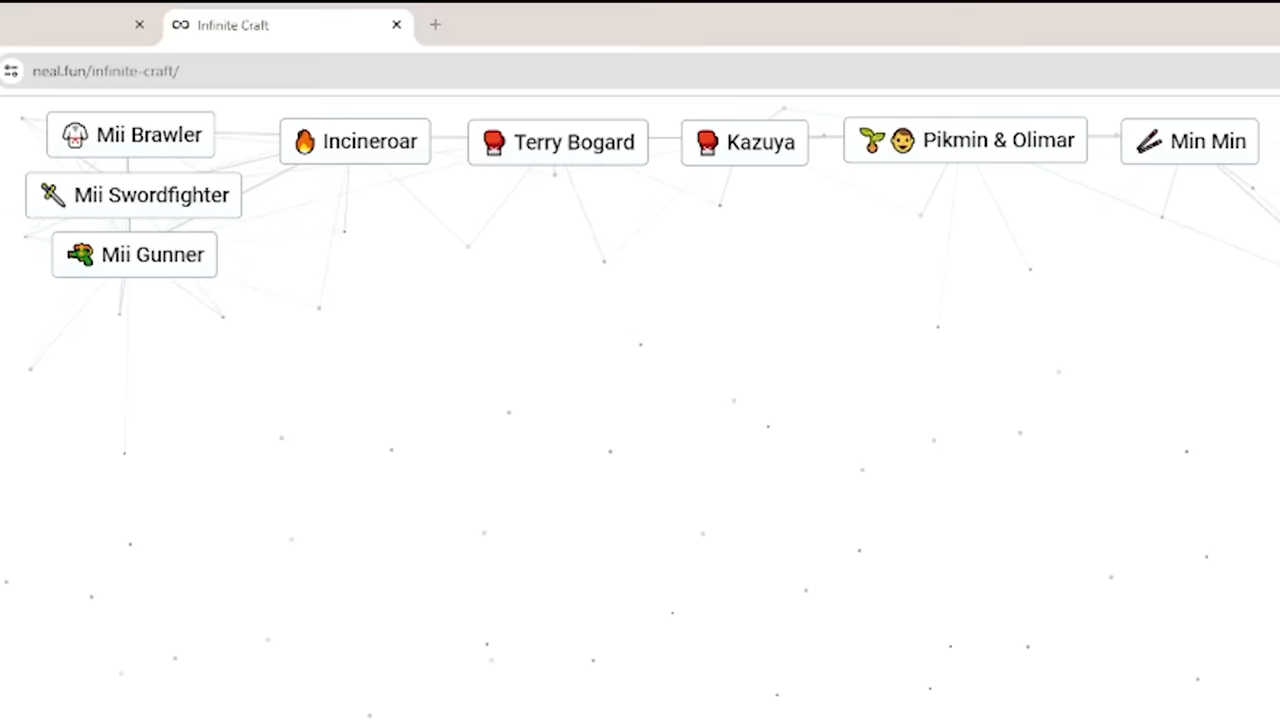 Infinite Craft
neal.fun/infinite-craft/
Mii Brawler
Incineroar
Terry Bogard
Kazuya
Pikmin & Olimar
Min Min
Mii Swordfighter
Mii Gunner